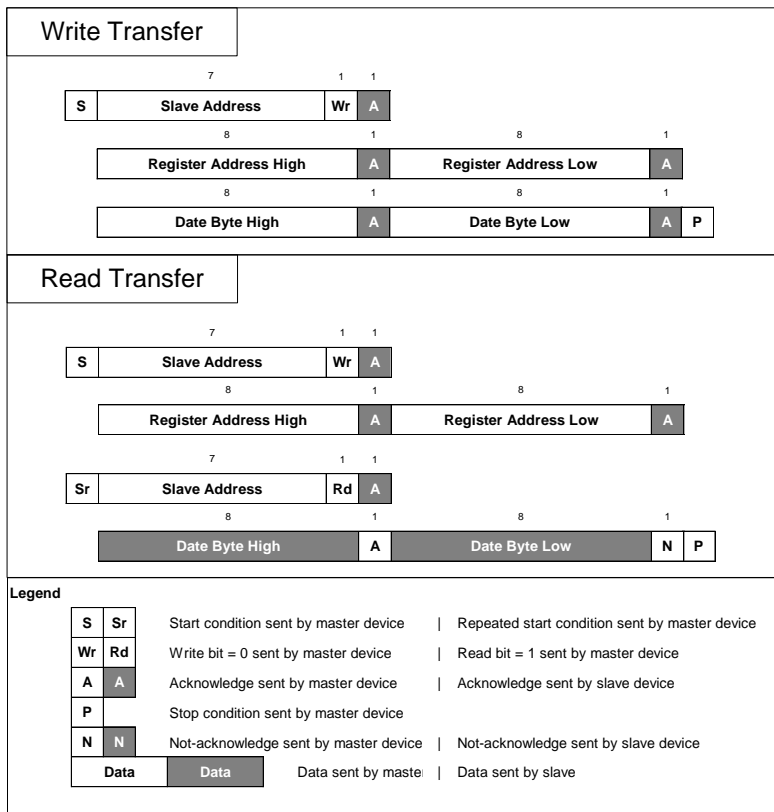 Write Transfer
7 1 1
S Slave Address Wr A
8 1 8 1
Register Address High A Register Address Low A
8 1 8 1
Date Byte High A Date Byte Low A P
Read Transfer
7 1 1
S Slave Address Wr A
8 1 8 1
Register Address High A Register Address Low A
7 1 1
Sr Slave Address Rd A
8 1 8 1
Date Byte High A Date Byte Low N P
Legend
S Sr Start condition sent by master device | Repeated start condition sent by master device
Wr Rd Write bit = 0 sent by master device | Read bit = 1 sent by master device
A A Acknowledge sent by master device | Acknowledge sent by slave device
P Stop condition sent by master device
N N Not-acknowledge sent by master device | Not-acknowledge sent by slave device
Data Data Data sent by maste | Data sent by slave